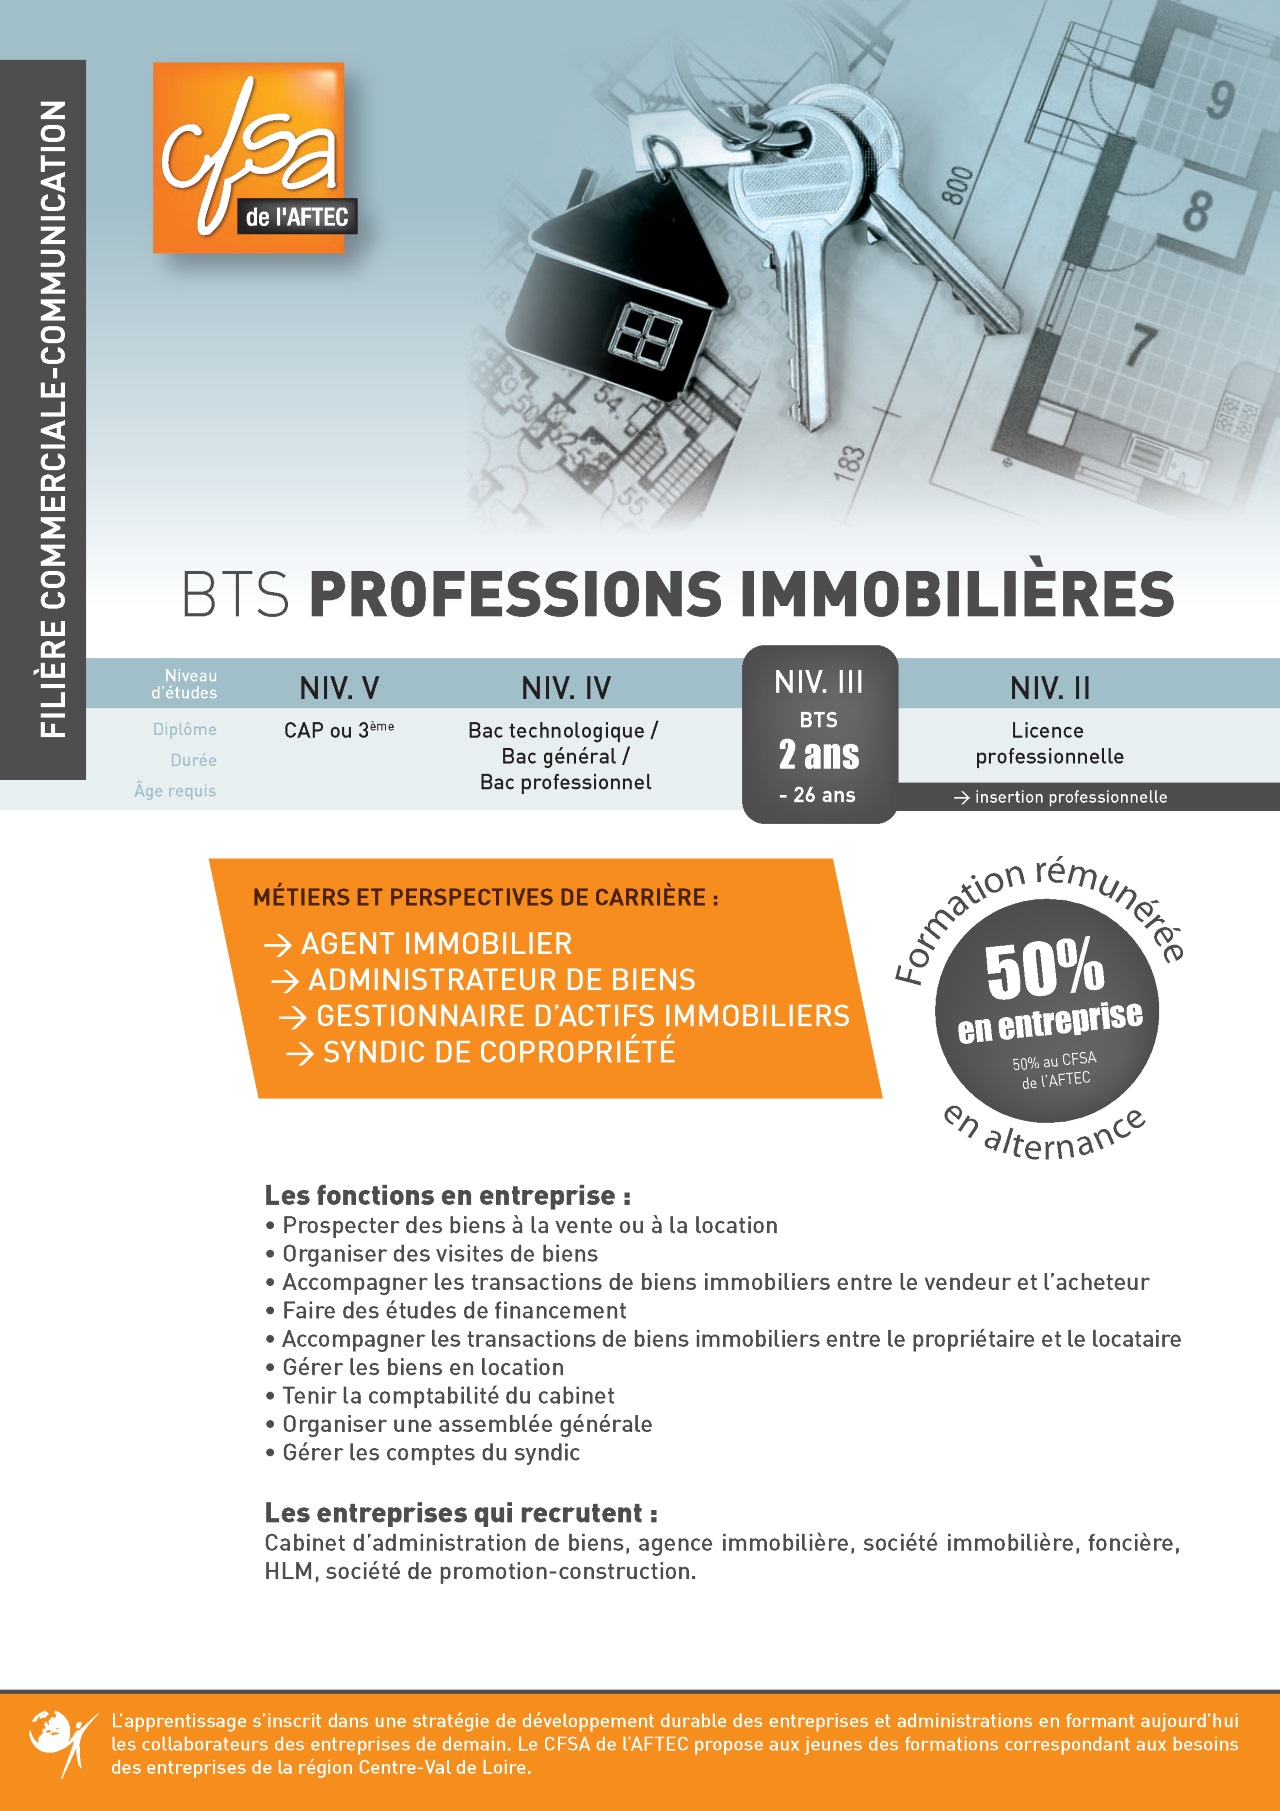 FILIÈRE COMMERCIALE-COMMUNICATION
cfsa
de l'AFTEC
9
8
7
800
183
54
50
55
BTS PROFESSIONS IMMOBILIÈRES
Niveau
d'études
NIV. V
NIV. IV
NIV. III
NIV. II
Diplôme
Durée
Âge requis
CAP ou 3ème
Bac technologique /
Bac général /
Bac professionnel
BTS
2 ans
- 26 ans
Licence
professionnelle
→ insertion professionnelle
MÉTIERS ET PERSPECTIVES DE CARRIÈRE :
→ AGENT IMMOBILIER
→ ADMINISTRATEUR DE BIENS
→ GESTIONNAIRE D'ACTIFS IMMOBILIERS
→ SYNDIC DE COPROPRIÉTÉ
Formation rémunérée
50%
en entreprise
50% au CFSA
de l'AFTEC
en alternance
Les fonctions en entreprise :
• Prospecter des biens à la vente ou à la location
• Organiser des visites de biens
• Accompagner les transactions de biens immobiliers entre le vendeur et l'acheteur
• Faire des études de financement
• Accompagner les transactions de biens immobiliers entre le propriétaire et le locataire
• Gérer les biens en location
• Tenir la comptabilité du cabinet
• Organiser une assemblée générale
• Gérer les comptes du syndic
Les entreprises qui recrutent :
Cabinet d'administration de biens, agence immobilière, société immobilière, foncière,
HLM, société de promotion-construction.
L'apprentissage s'inscrit dans une stratégie de développement durable des entreprises et administrations en formant aujourd'hui
les collaborateurs des entreprises de demain. Le CFSA de l'AFTEC propose aux jeunes des formations correspondant aux besoins
des entreprises de la région Centre-Val de Loire.